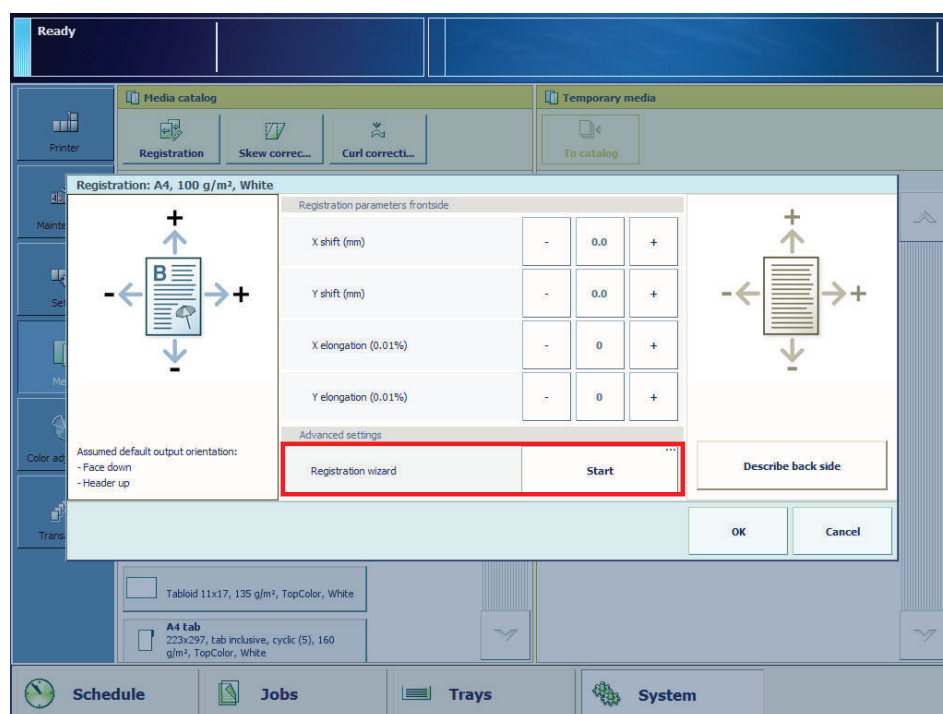 Ready
Media catalog
Temporary media
Printer
Registration
Skew correc...
Curl correcti...
To catalog
Registration: A4, 100 g/m², White
Registration parameters frontside
X shift (mm)
-
0.0
+
Y shift (mm)
-
0.0
+
X elongation (0.01%)
-
0
+
Y elongation (0.01%)
-
0
+
+
-
B
+
-
+
-
+
-
Mainte
Set
Me
Color ad
Trans
Assumed default output orientation:
- Face down
- Header up
Advanced settings
Registration wizard
...
Start
Describe back side
OK
Cancel
Tabloid 11x17, 135 g/m², TopColor, White
A4 tab
223x297, tab inclusive, cyclic (5), 160
g/m², TopColor, White
Schedule
Jobs
Trays
System